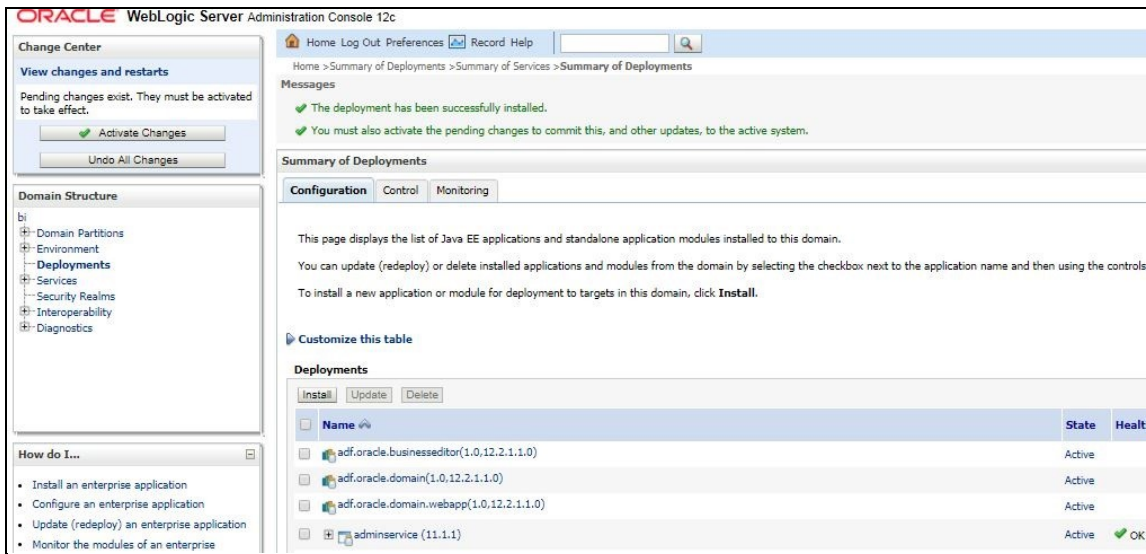 ORACLE WebLogic Server Administration Console 12c
Change Center
View changes and restarts
Pending changes exist. They must be activated
to take effect.
Activate Changes
Undo All Changes
Domain Structure
bi
Domain Partitions
Environment
Deployments
Services
Security Realms
Interoperability
Diagnostics
How do I...
• Install an enterprise application
• Configure an enterprise application
• Update (redeploy) an enterprise application
• Monitor the modules of an enterprise
Home Log Out Preferences Record Help
Home >Summary of Deployments >Summary of Services >Summary of Deployments
Messages
The deployment has been successfully installed.
You must also activate the pending changes to commit this, and other updates, to the active system.
Summary of Deployments
Configuration Control Monitoring
This page displays the list of Java EE applications and standalone application modules installed to this domain.
You can update (redeploy) or delete installed applications and modules from the domain by selecting the checkbox next to the application name and then using the controls
To install a new application or module for deployment to targets in this domain, click Install.
Customize this table
Deployments
Install Update Delete
Name State Healt
adf.oracle.businesseditor(1.0,12.2.1.1.0) Active
adf.oracle.domain(1.0,12.2.1.1.0) Active
adf.oracle.domain.webapp(1.0,12.2.1.1.0) Active
adminservice (11.1.1) Active OK